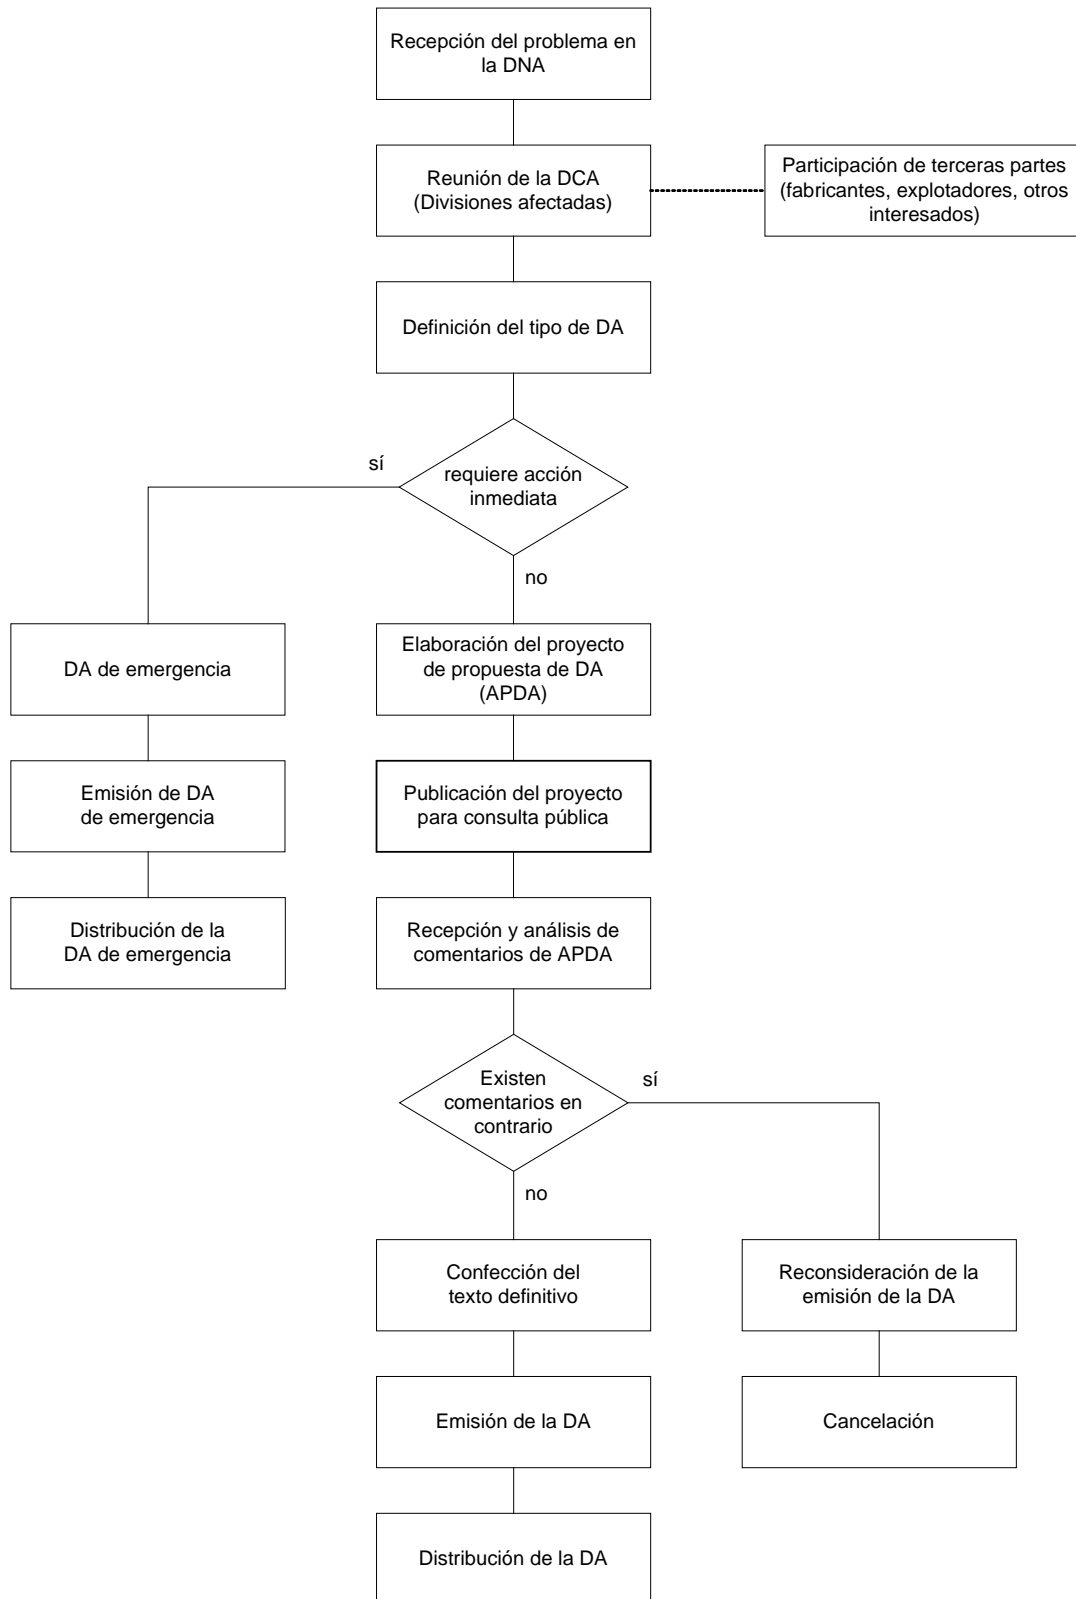 Recepción del problema en
la DNA
Reunión de la DCA
(Divisiones afectadas)
Participación de terceras partes
(fabricantes, explotadores, otros
interesados)
Definición del tipo de DA
sí
requiere acción
inmediata
no
DA de emergencia
Elaboración del proyecto
de propuesta de DA
(APDA)
Emisión de DA
de emergencia
Publicación del proyecto
para consulta pública
Distribución de la
DA de emergencia
Recepción y análisis de
comentarios de APDA
Existen
comentarios en
contrario
sí
no
Confección del
texto definitivo
Reconsideración de la
emisión de la DA
Emisión de la DA
Cancelación
Distribución de la DA